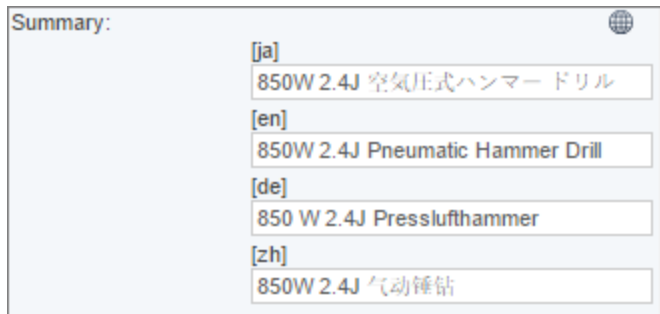 Summary:
[ja]
850W 2.4J 空気圧式ハンマー ドリル
[en]
850W 2.4J Pneumatic Hammer Drill
[de]
850 W 2.4J Presslufthammer
[zh]
850W 2.4J 气动锤钻